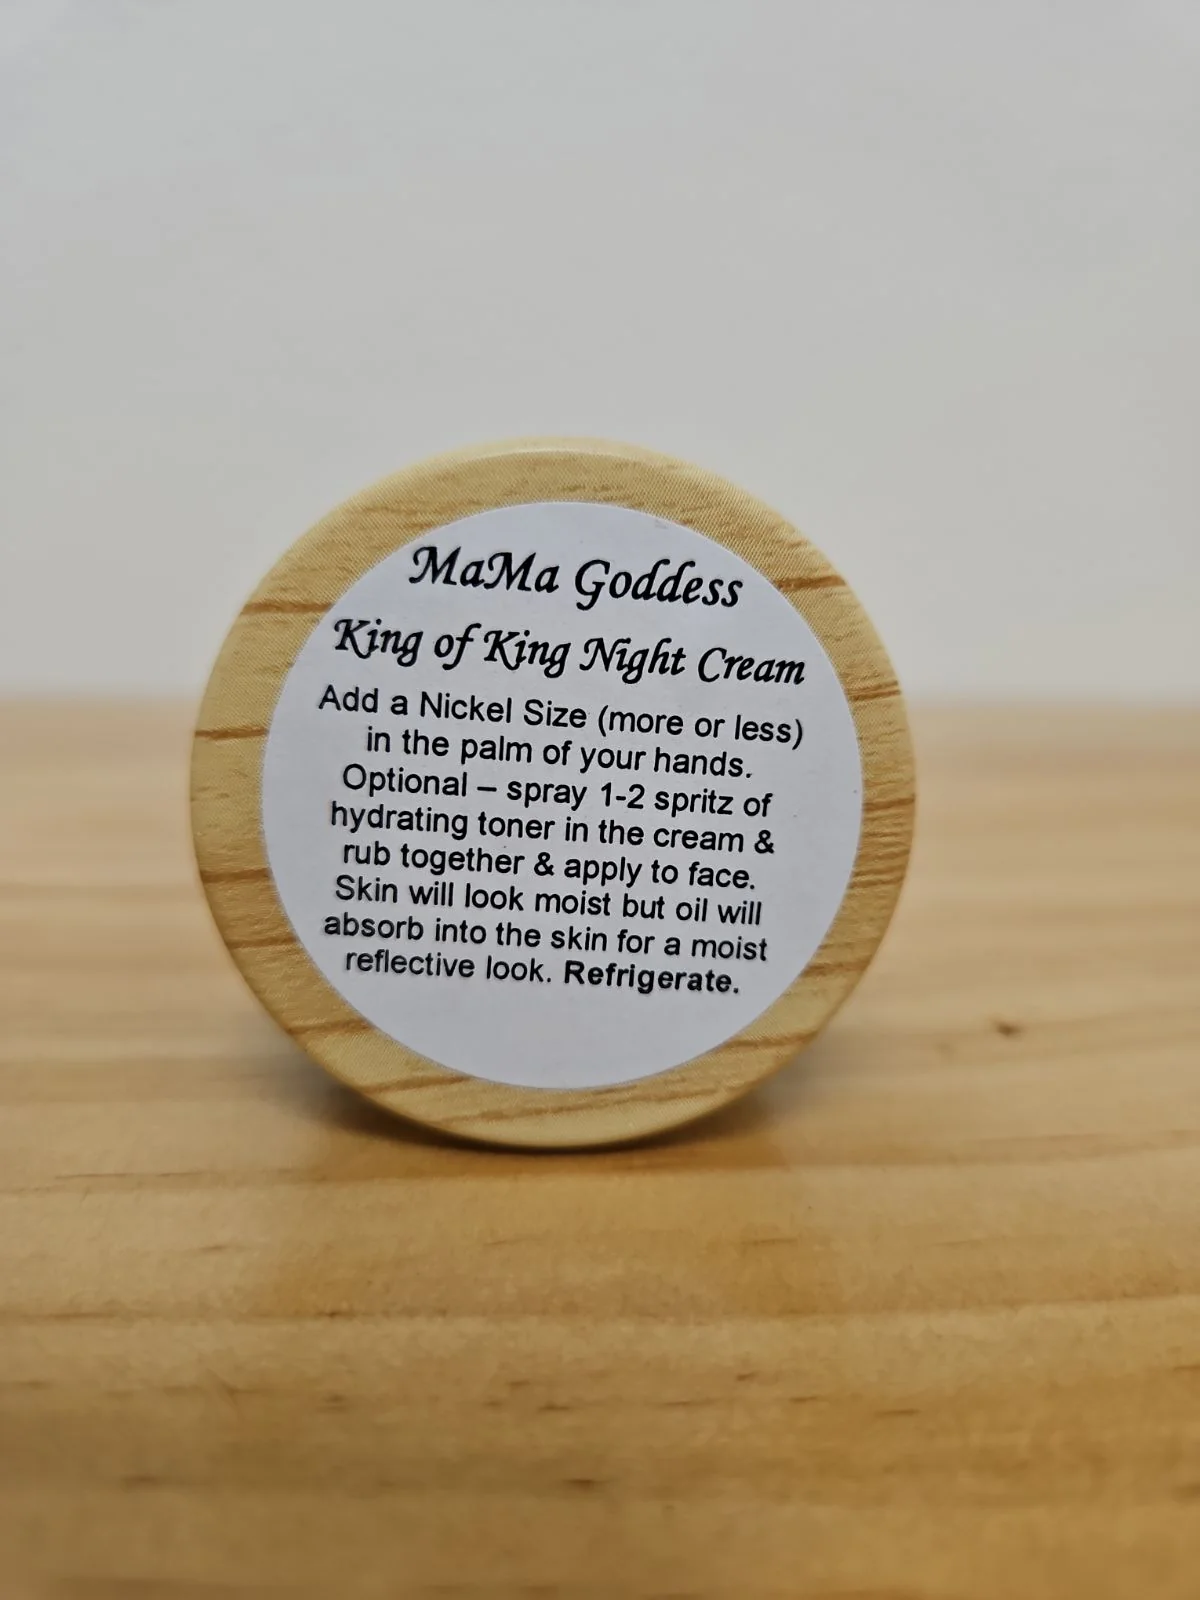 MaMa Goddess
King of King Night Cream
Add a Nickel Size (more or less)
in the palm of your hands.
Optional – spray 1-2 spritz of
hydrating toner in the cream &
rub together & apply to face.
Skin will look moist but oil will
absorb into the skin for a moist
reflective look. Refrigerate.